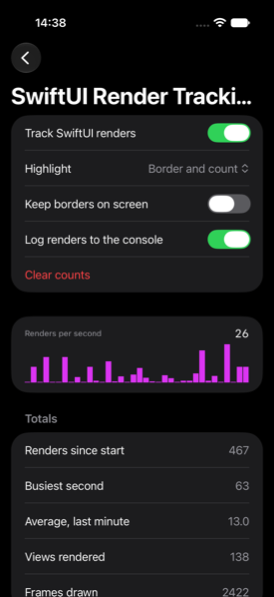 14:38
SwiftUI Render Tracki...
Track SwiftUI renders
Highlight Border and count
Keep borders on screen
Log renders to the console
Clear counts
Renders per second 26
Totals
Renders since start 467
Busiest second 63
Average, last minute 13.0
Views rendered 138
Frames drawn 2422